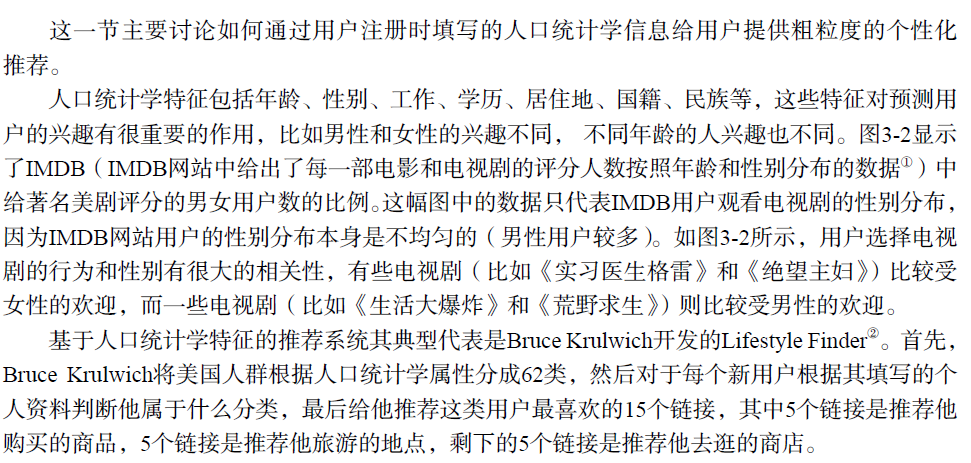 这一节主要讨论如何通过用户注册时填写的人口统计学信息给用户提供粗粒度的个性化
推荐。
人口统计学特征包括年龄、性别、工作、学历、居住地、国籍、民族等，这些特征对预测用
户的兴趣有很重要的作用，比如男性和女性的兴趣不同， 不同年龄的人兴趣也不同。图3-2显示
了IMDB（IMDB网站中给出了每一部电影和电视剧的评分人数按照年龄和性别分布的数据①）中
给著名美剧评分的男女用户数的比例。这幅图中的数据只代表IMDB用户观看电视剧的性别分布，
因为IMDB网站用户的性别分布本身是不均匀的（男性用户较多）。如图3-2所示，用户选择电视
剧的行为和性别有很大的相关性，有些电视剧（比如《实习医生格雷》和《绝望主妇》）比较受
女性的欢迎，而一些电视剧（比如《生活大爆炸》和《荒野求生》）则比较受男性的欢迎。
基于人口统计学特征的推荐系统其典型代表是Bruce Krulwich开发的Lifestyle Finder②。首先，
Bruce Krulwich将美国人群根据人口统计学属性分成62类，然后对于每个新用户根据其填写的个
人资料判断他属于什么分类，最后给他推荐这类用户最喜欢的15个链接，其中5个链接是推荐他
购买的商品，5个链接是推荐他旅游的地点，剩下的5个链接是推荐他去逛的商店。